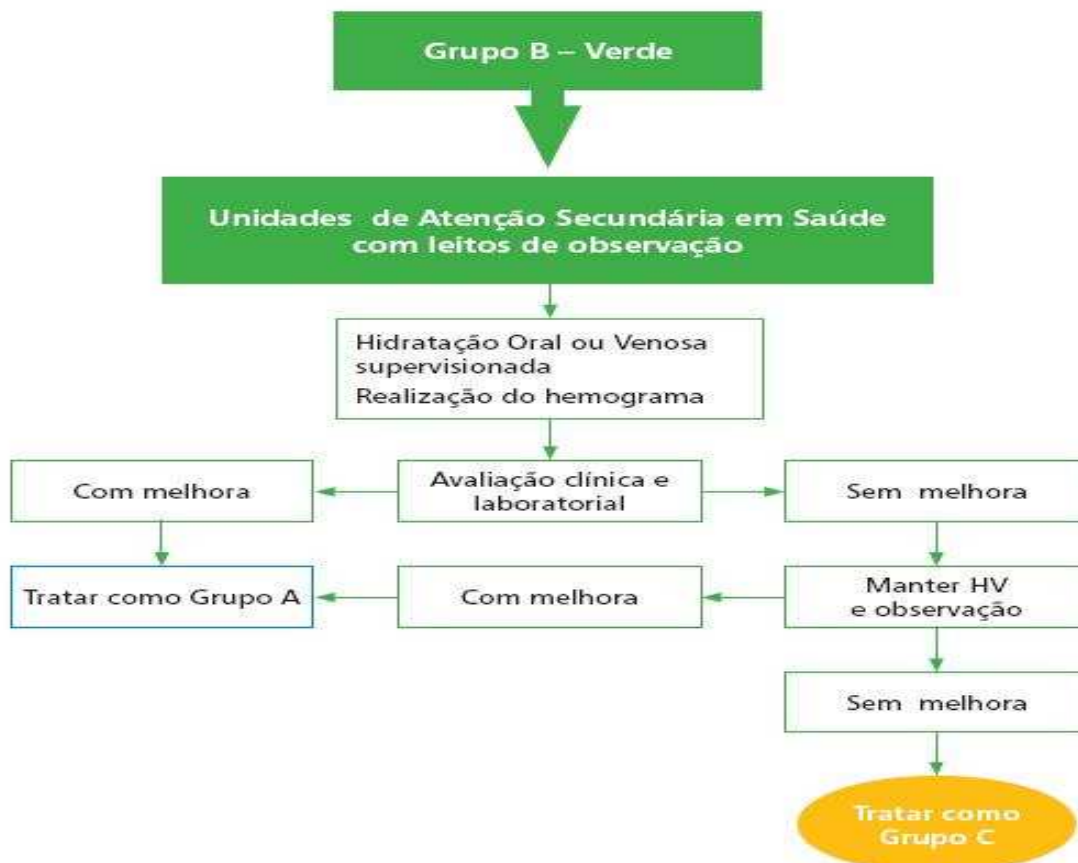 Grupo B – Verde
Unidades de Atenção Secundária em Saúde
com leitos de observação
Hidratação Oral ou Venosa
supervisionada
Realização do hemograma
Com melhora
Avaliação clínica e
laboratorial
Sem melhora
Tratar como Grupo A
Com melhora
Manter HV
e observação
Sem melhora
Tratar como
Grupo C